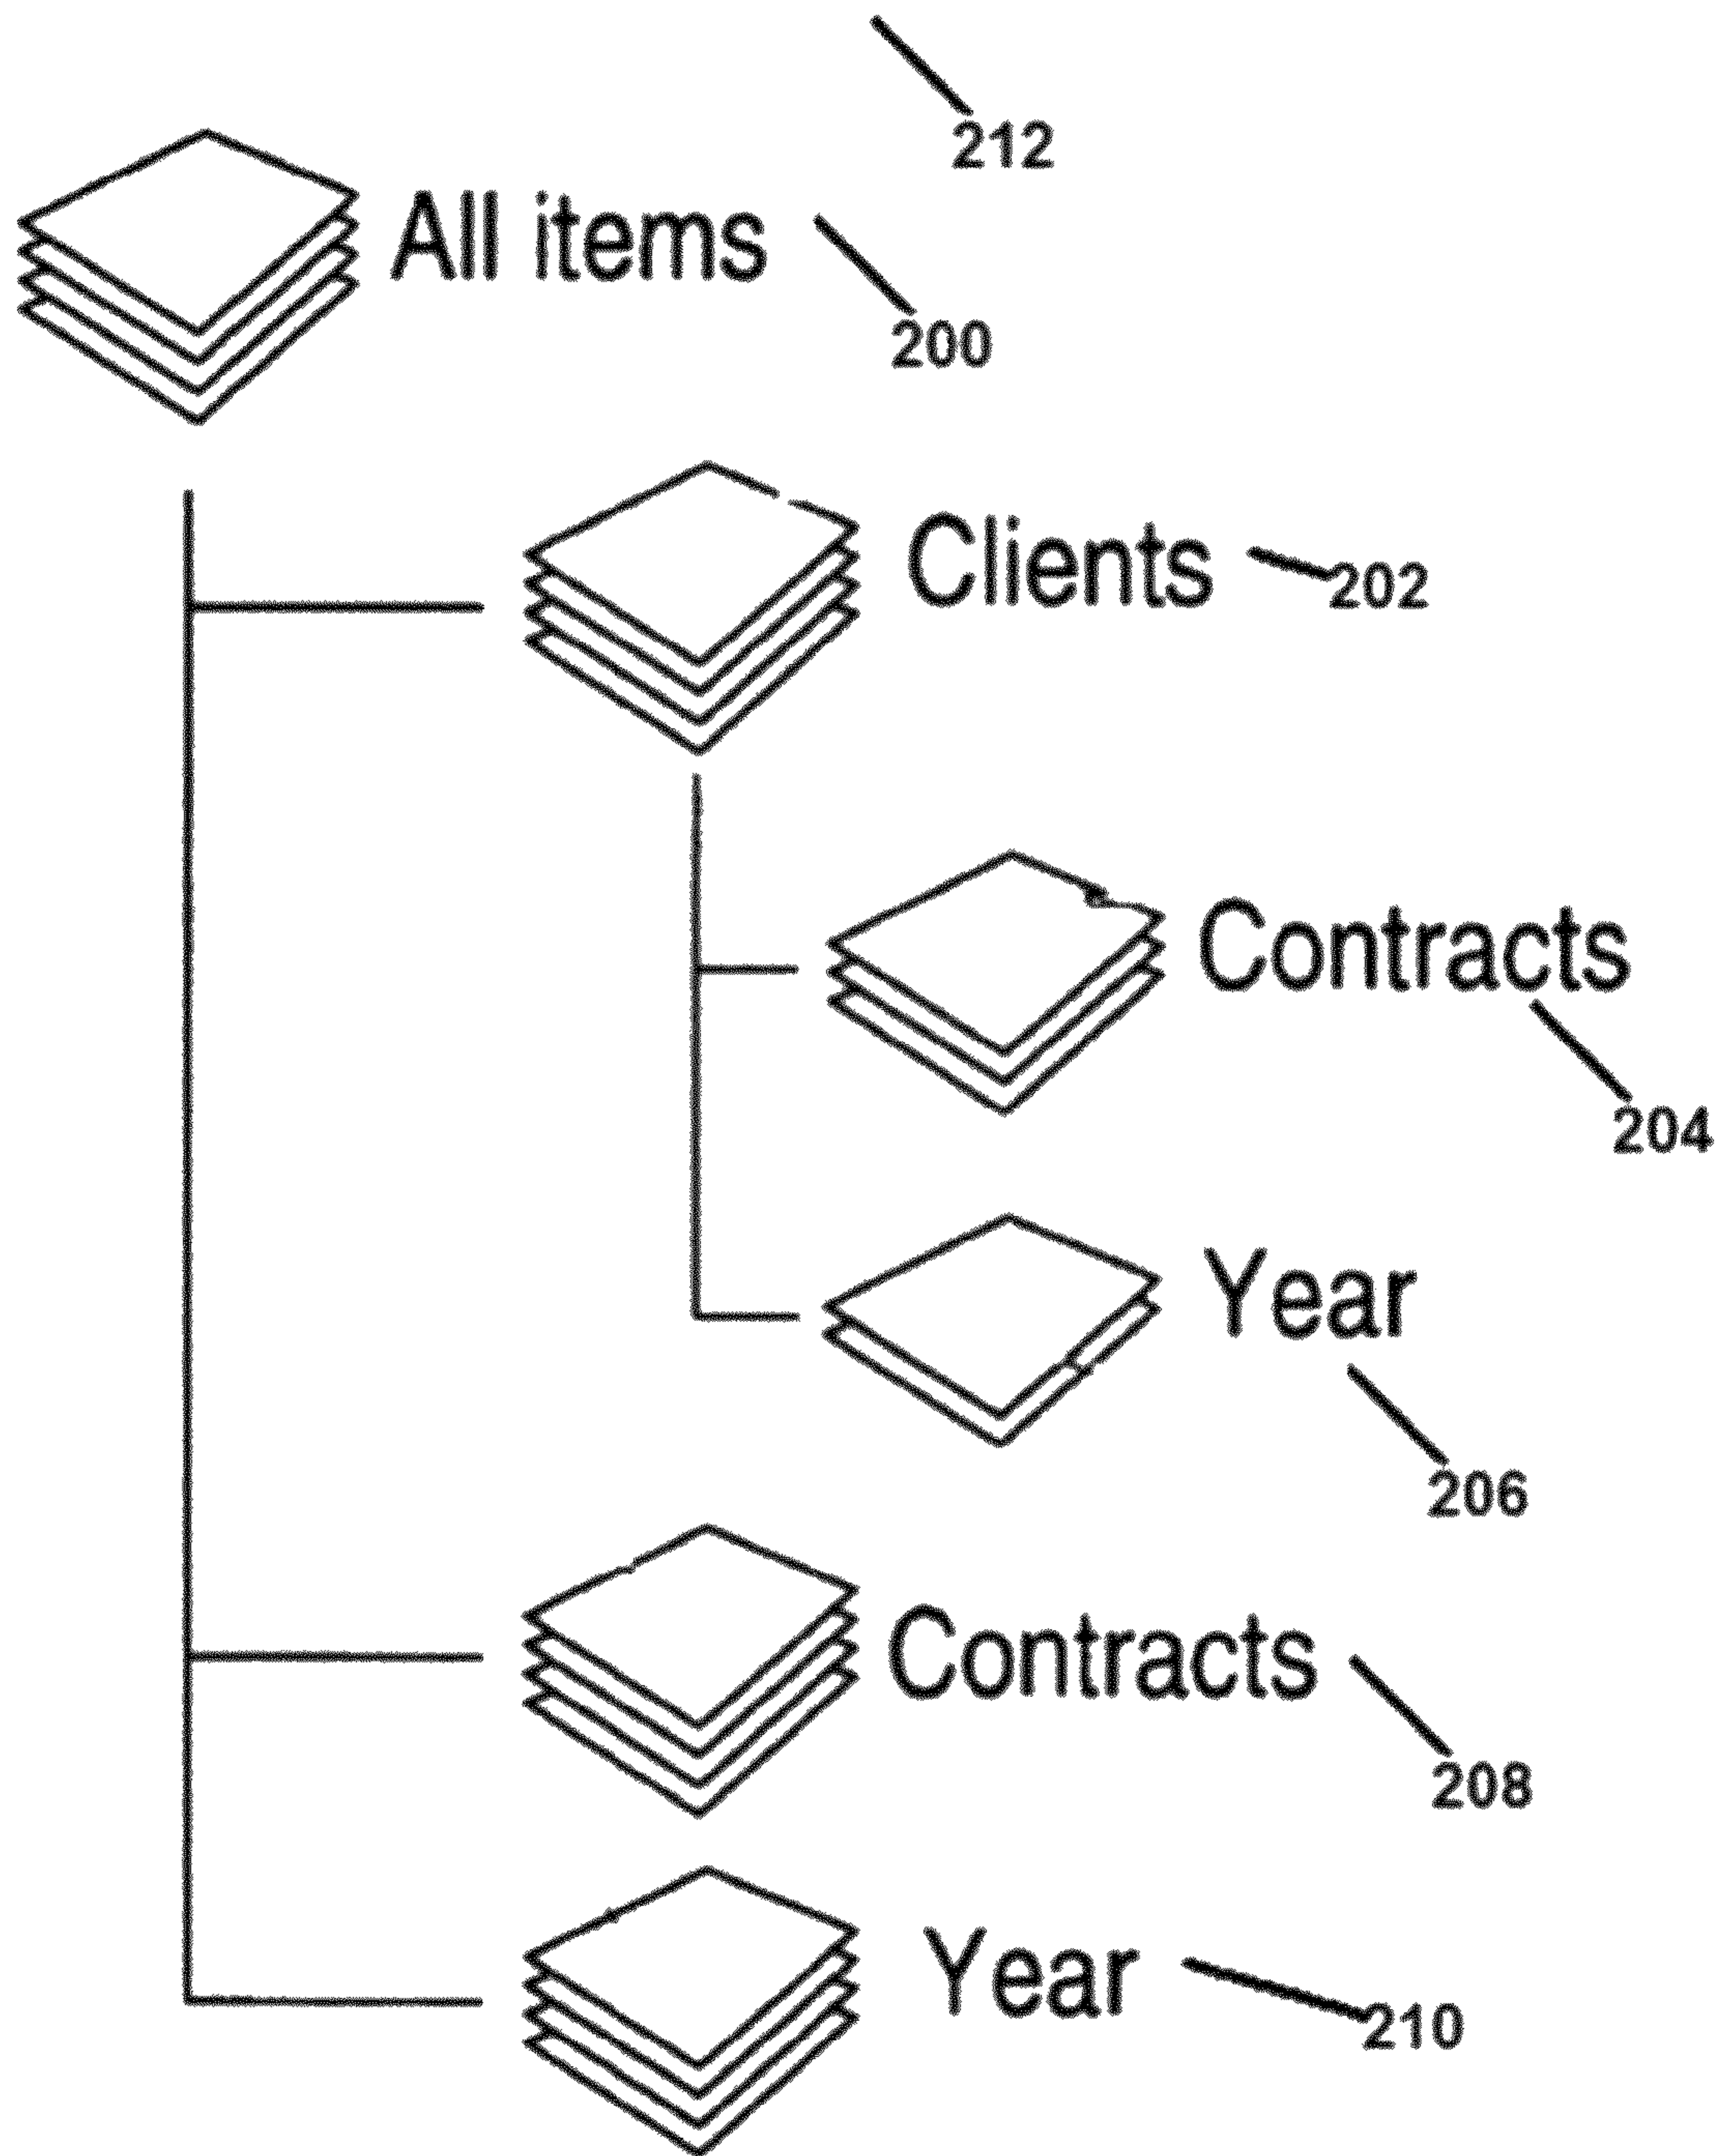 212
All items
200
Clients
202
Contracts
204
Year
206
Contracts
208
Year
210